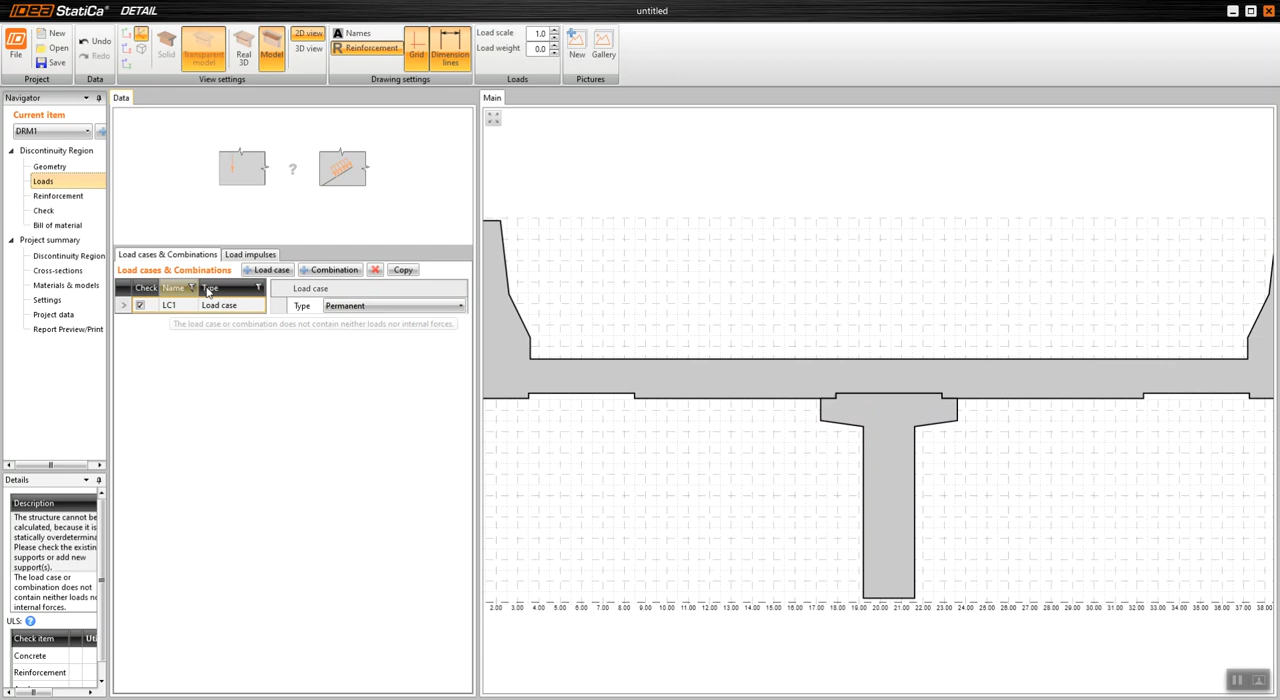 IDEA StatiCa® DETAIL
untitled
File
New
Open
Save
Undo
Redo
Solid
Transparent model
Real 3D
Model
2D view
3D view
A Names
R Reinforcement
Grid
Dimension lines
Load scale 1.0
Load weight 0.0
New
Gallery
Project
Data
View settings
Drawing settings
Loads
Pictures
Navigator
Current item
DRM1
Discontinuity Region
Geometry
Loads
Reinforcement
Check
Bill of material
Project summary
Discontinuity Region
Cross-sections
Materials & models
Settings
Project data
Report Preview/Print
Details
Description
The structure cannot be
calculated, because it is
statically overdetermina
Please check the existin
supports or add new
support(s).
The load case or
combination does not
contain neither loads no
internal forces.
ULS: ?
Check item Uti
Concrete
Reinforcement
Data
?
Load cases & Combinations
Load impulses
Load cases & Combinations
Load case
Combination
Copy
Check Name Type
LC1 Load case
Load case
Type Permanent
The load case or combination does not contain neither loads nor internal forces.
Main
2.00 3.00 4.00 5.00 6.00 7.00 8.00 9.00 10.00 11.00 12.00 13.00 14.00 15.00 16.00 17.00 18.00 19.00 20.00 21.00 22.00 23.00 24.00 25.00 26.00 27.00 28.00 29.00 30.00 31.00 32.00 33.00 34.00 35.00 36.00 37.00 38.00